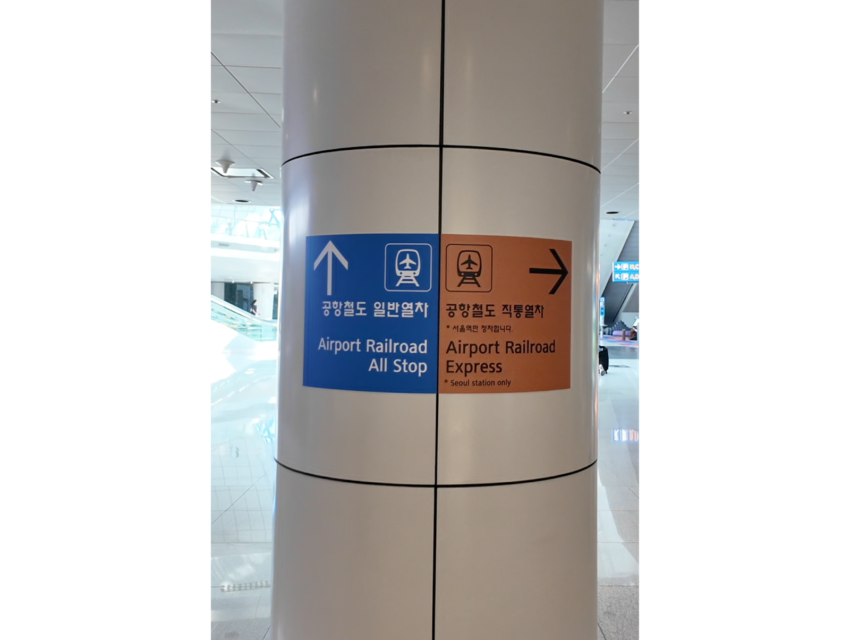 공항철도 일반열차
Airport Railroad
All Stop
공항철도 직통열차
* 서울역만 정차합니다.
Airport Railroad
Express
* Seoul station only